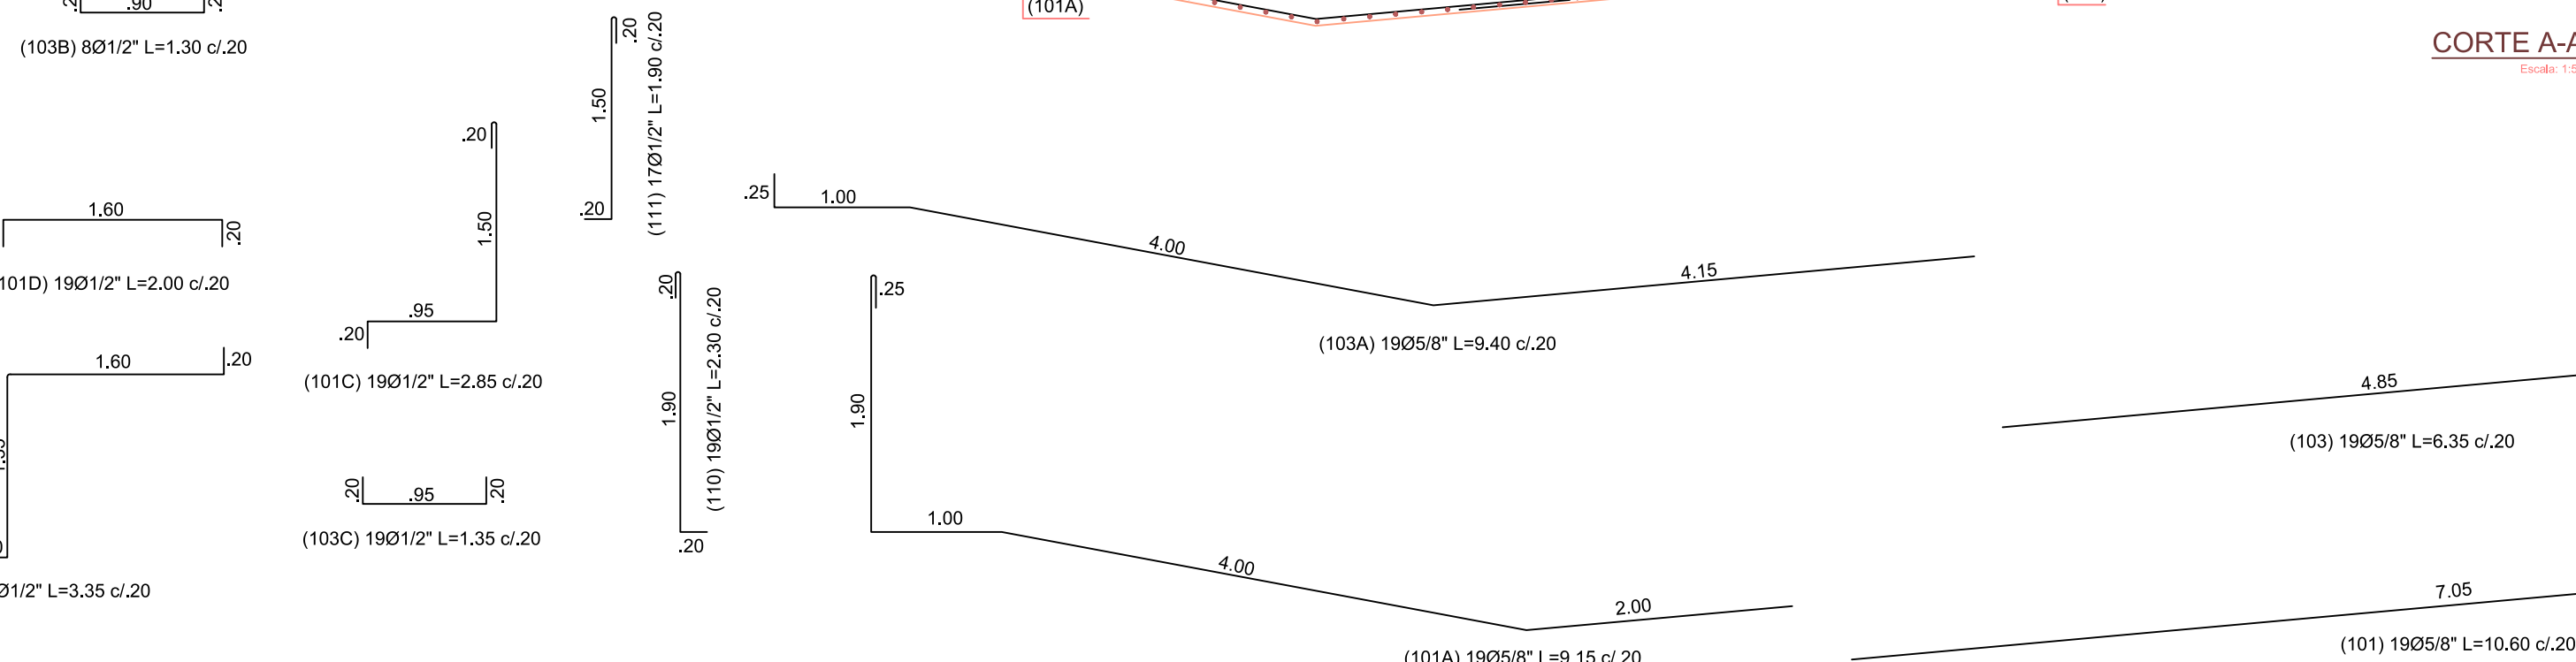 .90
(103B) 8Ø1/2" L=1.30 c/.20
(101A)
CORTE A-A
Escala: 1:5
.20
1.50
.20
(111) 17Ø1/2" L=1.90 c/.20
.20
1.50
.95
.20
(101C) 19Ø1/2" L=2.85 c/.20
1.60
.20
101D) 19Ø1/2" L=2.00 c/.20
.25
1.00
4.00
4.15
(103A) 19Ø5/8" L=9.40 c/.20
1.60
.20
Ø1/2" L=3.35 c/.20
.20
.95
.20
(103C) 19Ø1/2" L=1.35 c/.20
.20
1.90
.20
(110) 19Ø1/2" L=2.30 c/.20
.25
1.90
1.00
4.00
2.00
(101A) 19Ø5/8" L=9.15 c/.20
4.85
(103) 19Ø5/8" L=6.35 c/.20
7.05
(101) 19Ø5/8" L=10.60 c/.20